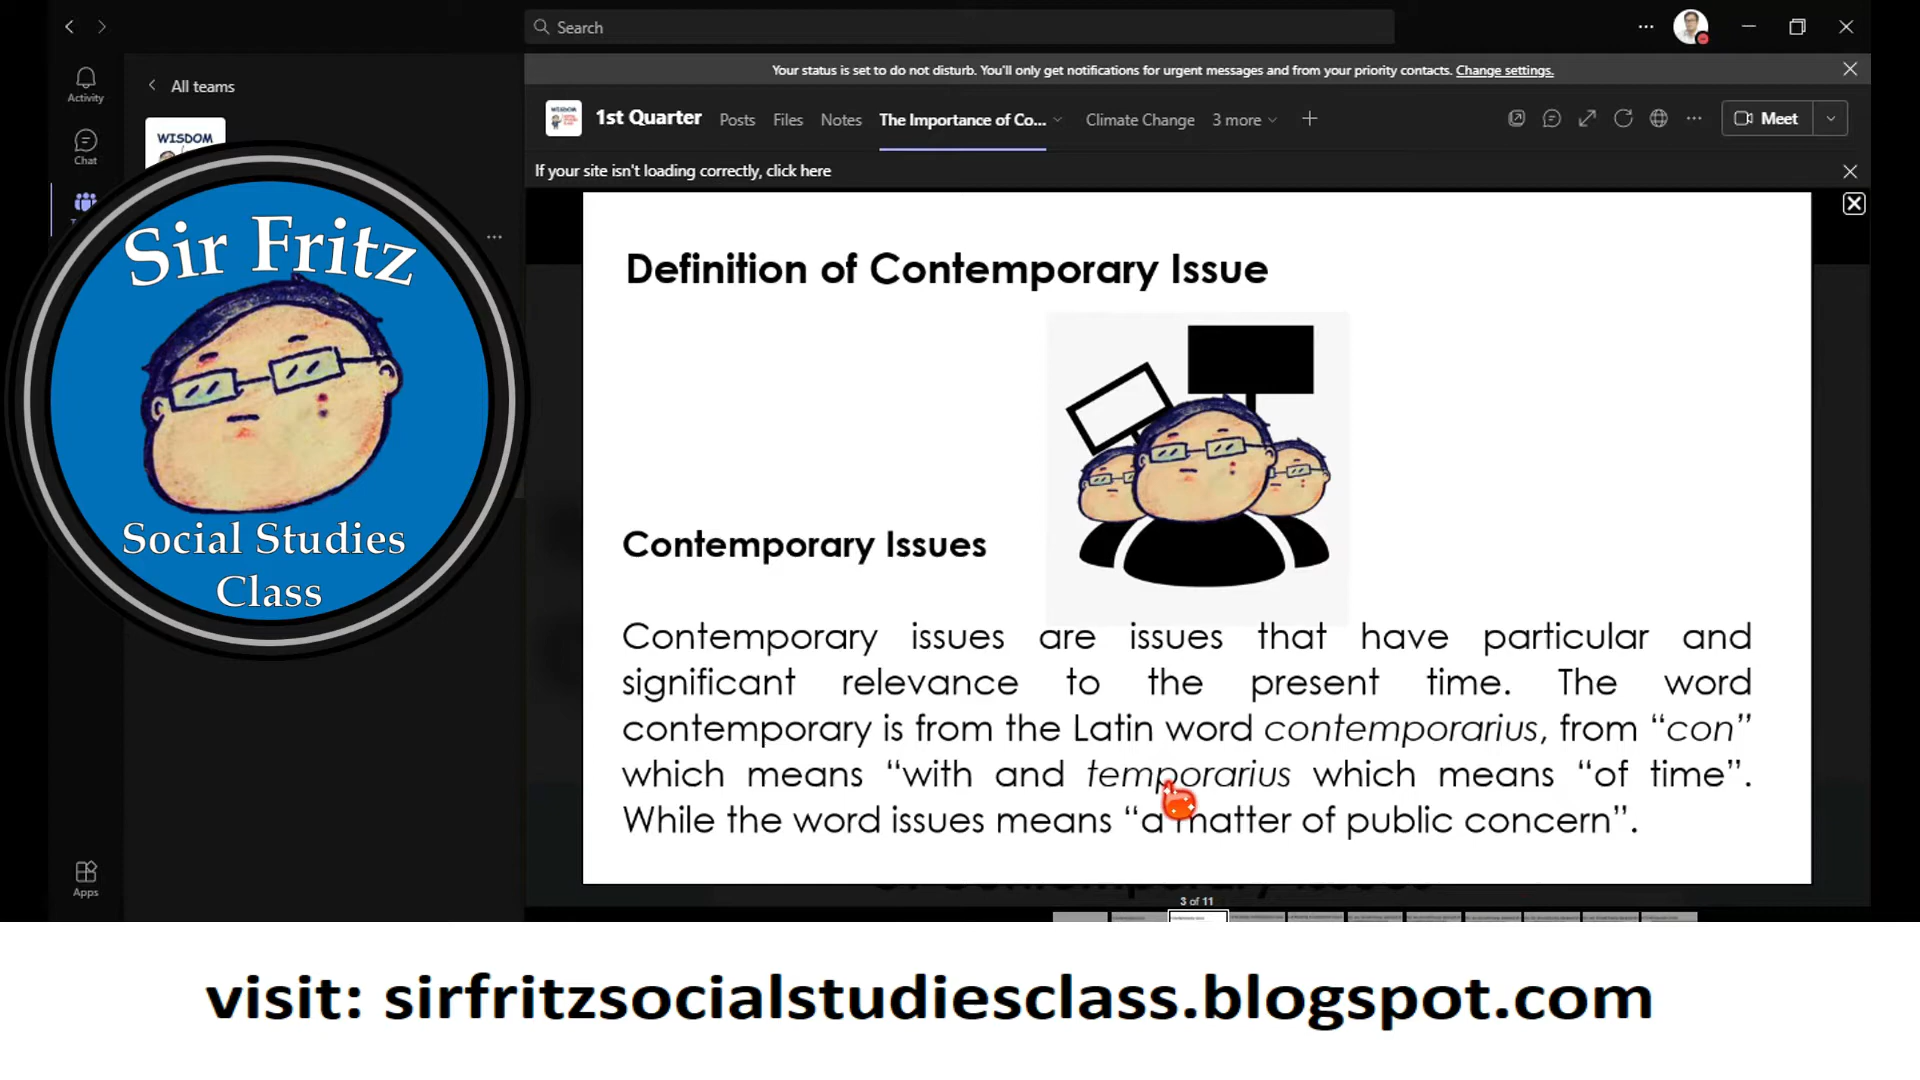 Search
Your status is set to do not disturb. You'll only get notifications for urgent messages and from your priority contacts. Change settings.
Activity
All teams
1st Quarter Posts Files Notes The Importance of Co... Climate Change 3 more Meet
WISDOM
WISDOM
Chat
If your site isn't loading correctly, click here
Sir Fritz
Social Studies
Class
Definition of Contemporary Issue
Contemporary Issues
Contemporary issues are issues that have particular and
significant relevance to the present time. The word
contemporary is from the Latin word contemporarius, from “con”
which means “with and temporarius which means “of time”.
While the word issues means “a matter of public concern”.
Apps
3 of 11
visit: sirfritzsocialstudiesclass.blogspot.com